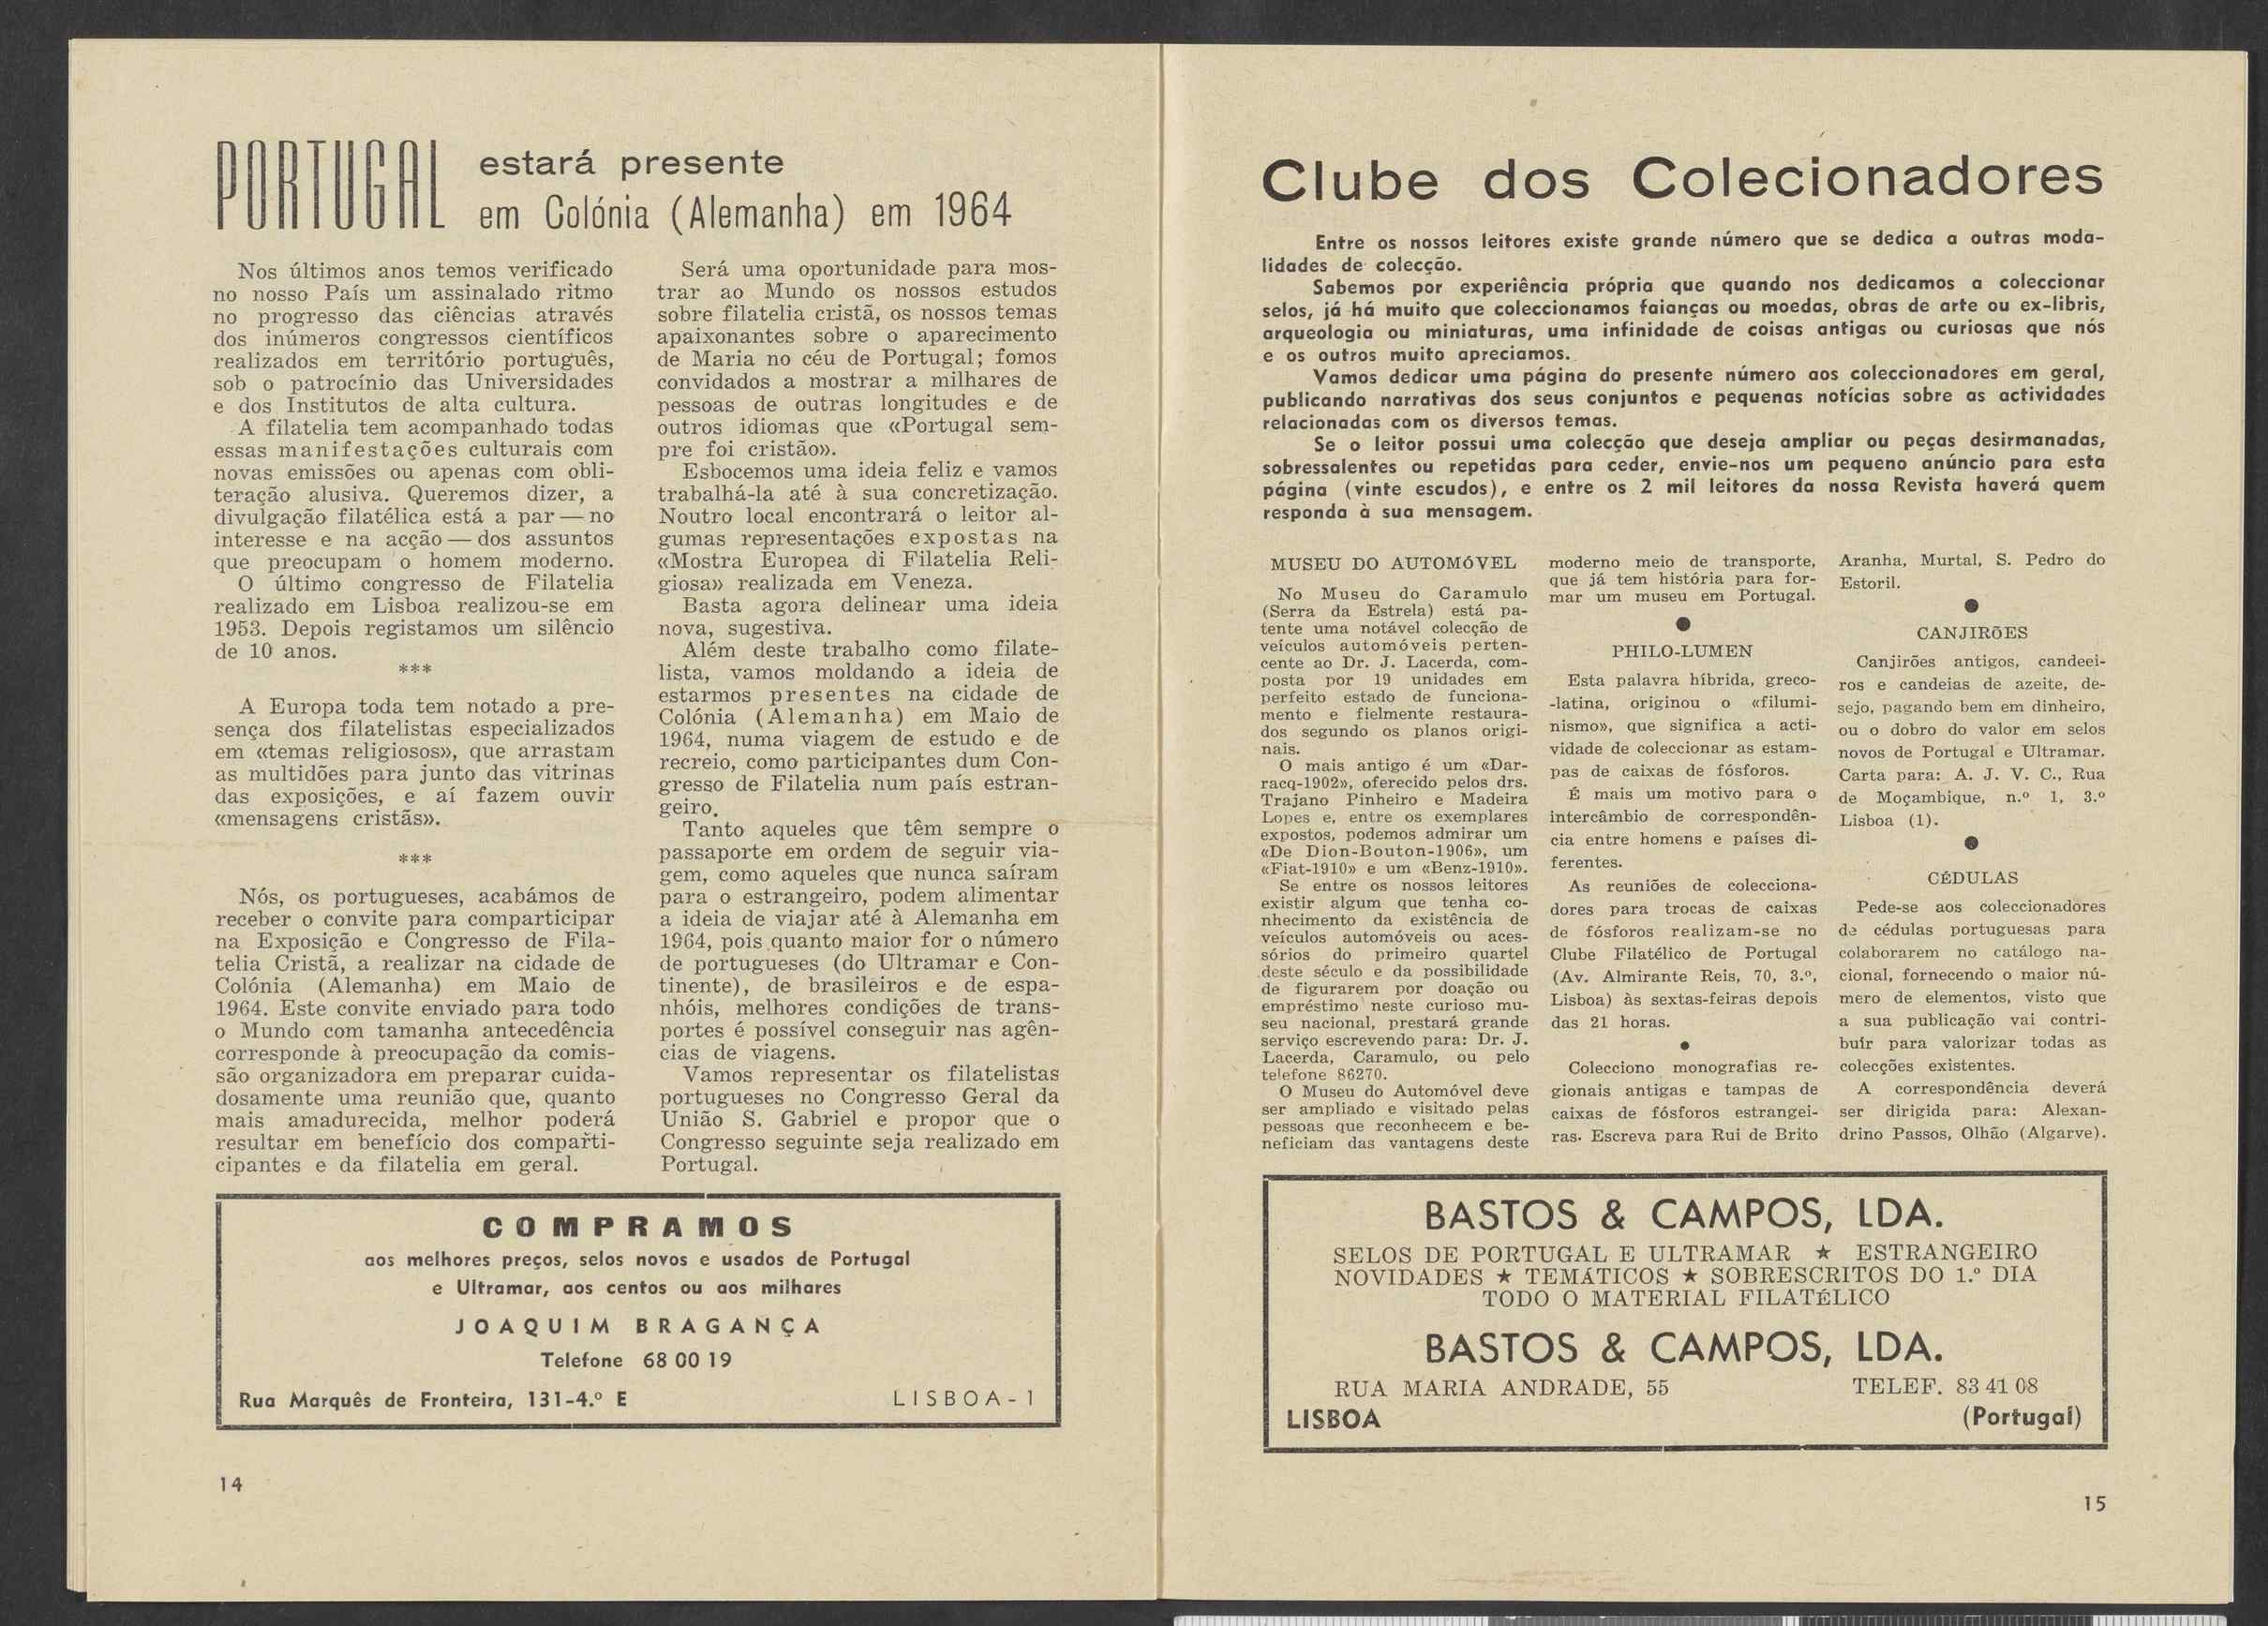 PORTUGAL estará presente
em Colónia (Alemanha) em 1964
Nos últimos anos temos verificado
no nosso País um assinalado ritmo
no progresso das ciências através
dos inúmeros congressos científicos
realizados em território português,
sob o patrocínio das Universidades
e dos Institutos de alta cultura.
A filatelia tem acompanhado todas
essas manifestações culturais com
novas emissões ou apenas com obli-
teração alusiva. Queremos dizer, a
divulgação filatélica está a par — no
interesse e na acção — dos assuntos
que preocupam o homem moderno.
O último congresso de Filatelia
realizado em Lisboa realizou-se em
1953. Depois registamos um silêncio
de 10 anos.
***
A Europa toda tem notado a pre-
sença dos filatelistas especializados
em «temas religiosos», que arrastam
as multidões para junto das vitrinas
das exposições, e aí fazem ouvir
«mensagens cristãs».
***
Nós, os portugueses, acabámos de
receber o convite para comparticipar
na Exposição e Congresso de Fila-
telia Cristã, a realizar na cidade de
Colónia (Alemanha) em Maio de
1964. Este convite enviado para todo
o Mundo com tamanha antecedência
corresponde à preocupação da comis-
são organizadora em preparar cuida-
dosamente uma reunião que, quanto
mais amadurecida, melhor poderá
resultar em benefício dos comparti-
cipantes e da filatelia em geral.
Será uma oportunidade para mos-
trar ao Mundo os nossos estudos
sobre filatelia cristã, os nossos temas
apaixonantes sobre o aparecimento
de Maria no céu de Portugal; fomos
convidados a mostrar a milhares de
pessoas de outras longitudes e de
outros idiomas que «Portugal sem-
pre foi cristão».
Esbocemos uma ideia feliz e vamos
trabalhá-la até à sua concretização.
Noutro local encontrará o leitor al-
gumas representações expostas na
«Mostra Europea di Filatelia Reli-
giosa» realizada em Veneza.
Basta agora delinear uma ideia
nova, sugestiva.
Além deste trabalho como filate-
lista, vamos moldando a ideia de
estarmos presentes na cidade de
Colónia (Alemanha) em Maio de
1964, numa viagem de estudo e de
recreio, como participantes dum Con-
gresso de Filatelia num país estran-
geiro.
Tanto aqueles que têm sempre o
passaporte em ordem de seguir via-
gem, como aqueles que nunca saíram
para o estrangeiro, podem alimentar
a ideia de viajar até à Alemanha em
1964, pois quanto maior for o número
de portugueses (do Ultramar e Con-
tinente), de brasileiros e de espa-
nhóis, melhores condições de trans-
portes é possível conseguir nas agên-
cias de viagens.
Vamos representar os filatelistas
portugueses no Congresso Geral da
União S. Gabriel e propor que o
Congresso seguinte seja realizado em
Portugal.
COMPRAMOS
aos melhores preços, selos novos e usados de Portugal
e Ultramar, aos centos ou aos milhares
JOAQUIM BRAGANÇA
Telefone 68 00 19
Rua Marquês de Fronteira, 131-4.º E LISBOA-1
14
Clube dos Colecionadores
Entre os nossos leitores existe grande número que se dedica a outras moda-
lidades de colecção.
Sabemos por experiência própria que quando nos dedicamos a coleccionar
selos, já há muito que coleccionamos faianças ou moedas, obras de arte ou ex-libris,
arqueologia ou miniaturas, uma infinidade de coisas antigas ou curiosas que nós
e os outros muito apreciamos.
Vamos dedicar uma página do presente número aos coleccionadores em geral,
publicando narrativas dos seus conjuntos e pequenas notícias sobre as actividades
relacionadas com os diversos temas.
Se o leitor possui uma colecção que deseja ampliar ou peças desirmanadas,
sobressalentes ou repetidas para ceder, envie-nos um pequeno anúncio para esta
página (vinte escudos), e entre os 2 mil leitores da nossa Revista haverá quem
responda à sua mensagem.
MUSEU DO AUTOMÓVEL
No Museu do Caramulo
(Serra da Estrela) está pa-
tente uma notável colecção de
veículos automóveis perten-
cente ao Dr. J. Lacerda, com-
posta por 19 unidades em
perfeito estado de funciona-
mento e fielmente restaura-
dos segundo os planos origi-
nais.
O mais antigo é um «Dar-
racq-1902», oferecido pelos drs.
Trajano Pinheiro e Madeira
Lopes e, entre os exemplares
expostos, podemos admirar um
«De Dion-Bouton-1906», um
«Fiat-1910» e um «Benz-1910».
Se entre os nossos leitores
existir algum que tenha co-
nhecimento da existência de
veículos automóveis ou aces-
sórios do primeiro quartel
deste século e da possibilidade
de figurarem por doação ou
empréstimo neste curioso mu-
seu nacional, prestará grande
serviço escrevendo para: Dr. J.
Lacerda, Caramulo, ou pelo
telefone 86270.
O Museu do Automóvel deve
ser ampliado e visitado pelas
pessoas que reconhecem e be-
neficiam das vantagens deste
moderno meio de transporte,
que já tem história para for-
mar um museu em Portugal.
●
PHILO-LUMEN
Esta palavra híbrida, greco-
-latina, originou o «filumi-
nismo», que significa a acti-
vidade de coleccionar as estam-
pas de caixas de fósforos.
É mais um motivo para o
intercâmbio de correspondên-
cia entre homens e países di-
ferentes.
As reuniões de colecciona-
dores para trocas de caixas
de fósforos realizam-se no
Clube Filatélico de Portugal
(Av. Almirante Reis, 70, 3.º,
Lisboa) às sextas-feiras depois
das 21 horas.
●
Colecciono monografias re-
gionais antigas e tampas de
caixas de fósforos estrangei-
ras. Escreva para Rui de Brito
Aranha, Murtal, S. Pedro do
Estoril.
●
CANJIRÕES
Canjirões antigos, candeei-
ros e candeias de azeite, de-
sejo, pagando bem em dinheiro,
ou o dobro do valor em selos
novos de Portugal e Ultramar.
Carta para: A. J. V. C., Rua
de Moçambique, n.º 1, 3.º
Lisboa (1).
●
CÉDULAS
Pede-se aos coleccionadores
de cédulas portuguesas para
colaborarem no catálogo na-
cional, fornecendo o maior nú-
mero de elementos, visto que
a sua publicação vai contri-
buír para valorizar todas as
colecções existentes.
A correspondência deverá
ser dirigida para: Alexan-
drino Passos, Olhão (Algarve).
BASTOS & CAMPOS, LDA.
SELOS DE PORTUGAL E ULTRAMAR ★ ESTRANGEIRO
NOVIDADES ★ TEMÁTICOS ★ SOBRESCRITOS DO 1.º DIA
TODO O MATERIAL FILATÉLICO
BASTOS & CAMPOS, LDA.
RUA MARIA ANDRADE, 55 TELEF. 83 41 08
LISBOA (Portugal)
15